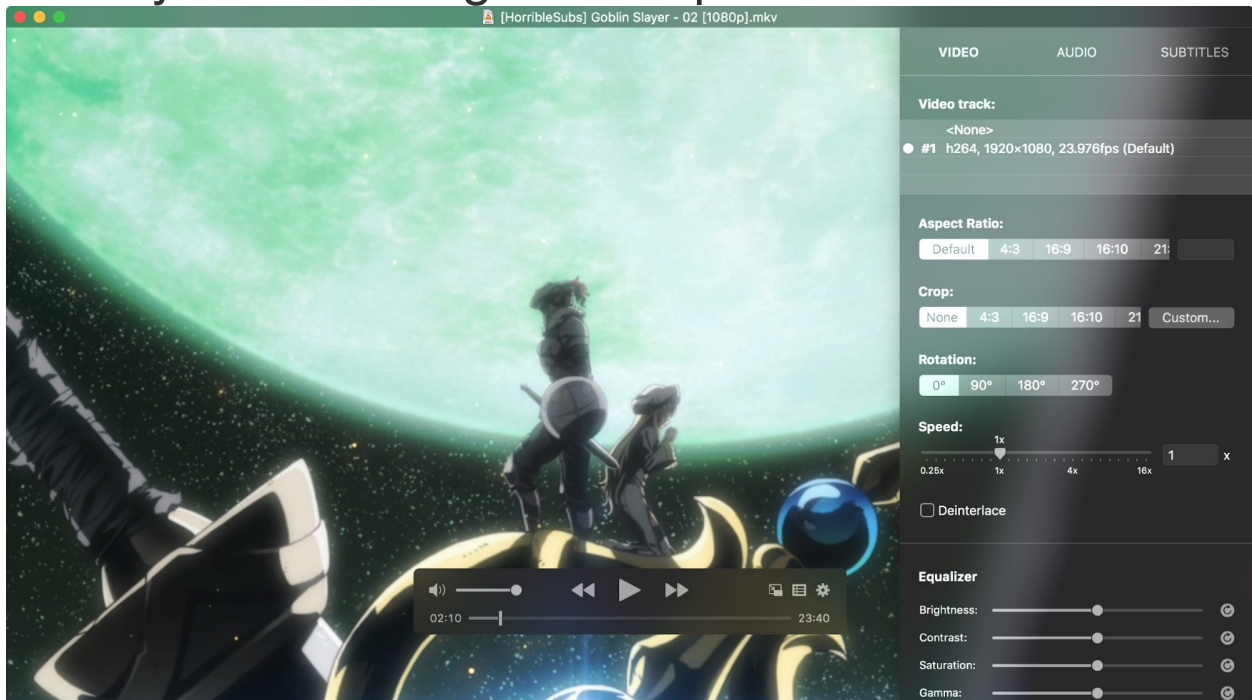 [HorribleSubs] Goblin Slayer - 02 [1080p].mkv
VIDEO AUDIO SUBTITLES
Video track:
<None>
#1 h264, 1920×1080, 23.976fps (Default)
Aspect Ratio:
Default 4:3 16:9 16:10 21:
Crop:
None 4:3 16:9 16:10 21 Custom...
Rotation:
0° 90° 180° 270°
Speed:
1x
1 x
0.25x 1x 4x 16x
Deinterlace
Equalizer
Brightness:
Contrast:
Saturation:
Gamma:
02:10 23:40